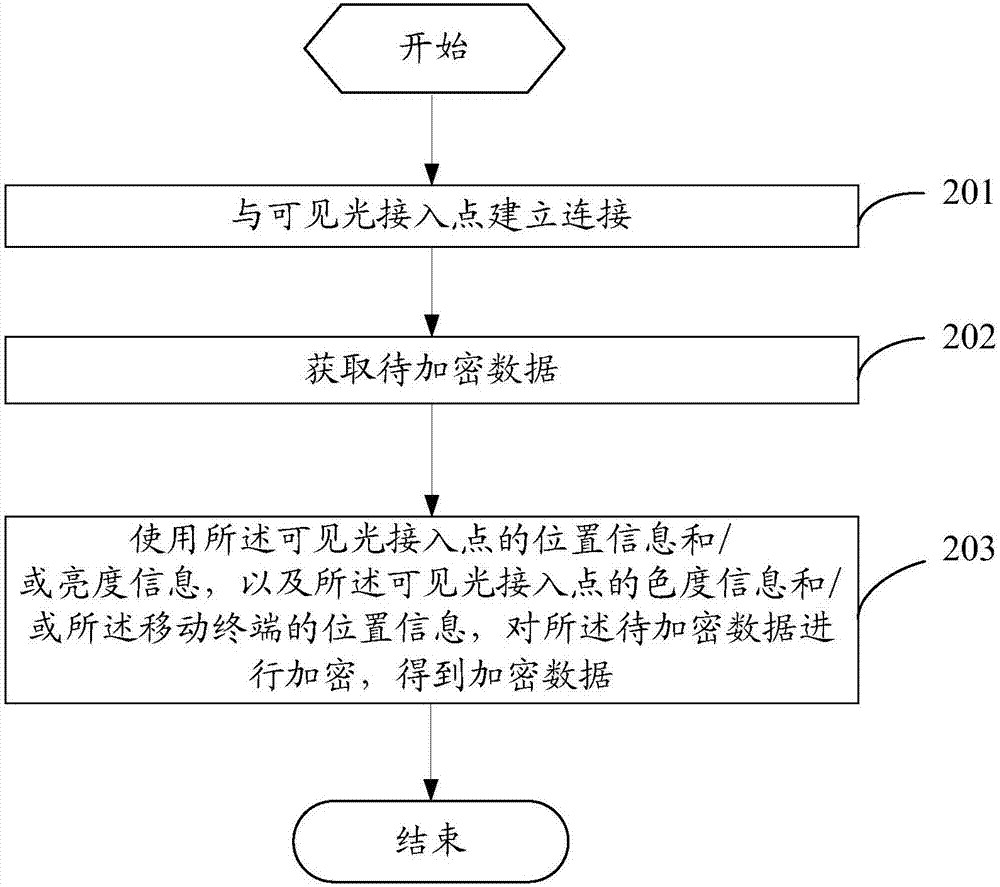 开始
与可见光接入点建立连接
201
获取待加密数据
202
使用所述可见光接入点的位置信息和/
或亮度信息，以及所述可见光接入点的色度信息和/
或所述移动终端的位置信息，对所述待加密数据进
行加密，得到加密数据
203
结束